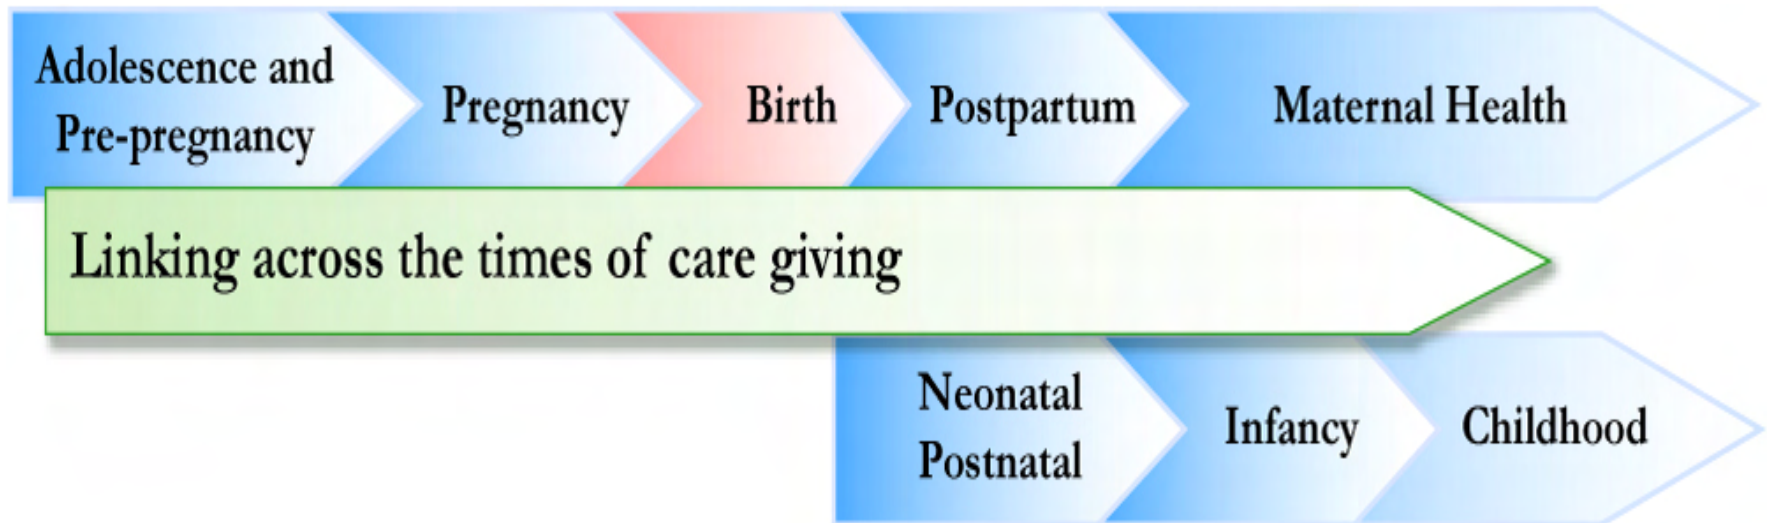 Adolescence and
Pre-pregnancy
Pregnancy
Birth
Postpartum
Maternal Health
Linking across the times of care giving
Neonatal
Postnatal
Infancy
Childhood